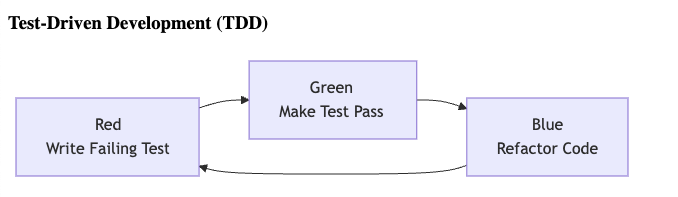 Test-Driven Development (TDD)
Red
Write Failing Test
Green
Make Test Pass
Blue
Refactor Code